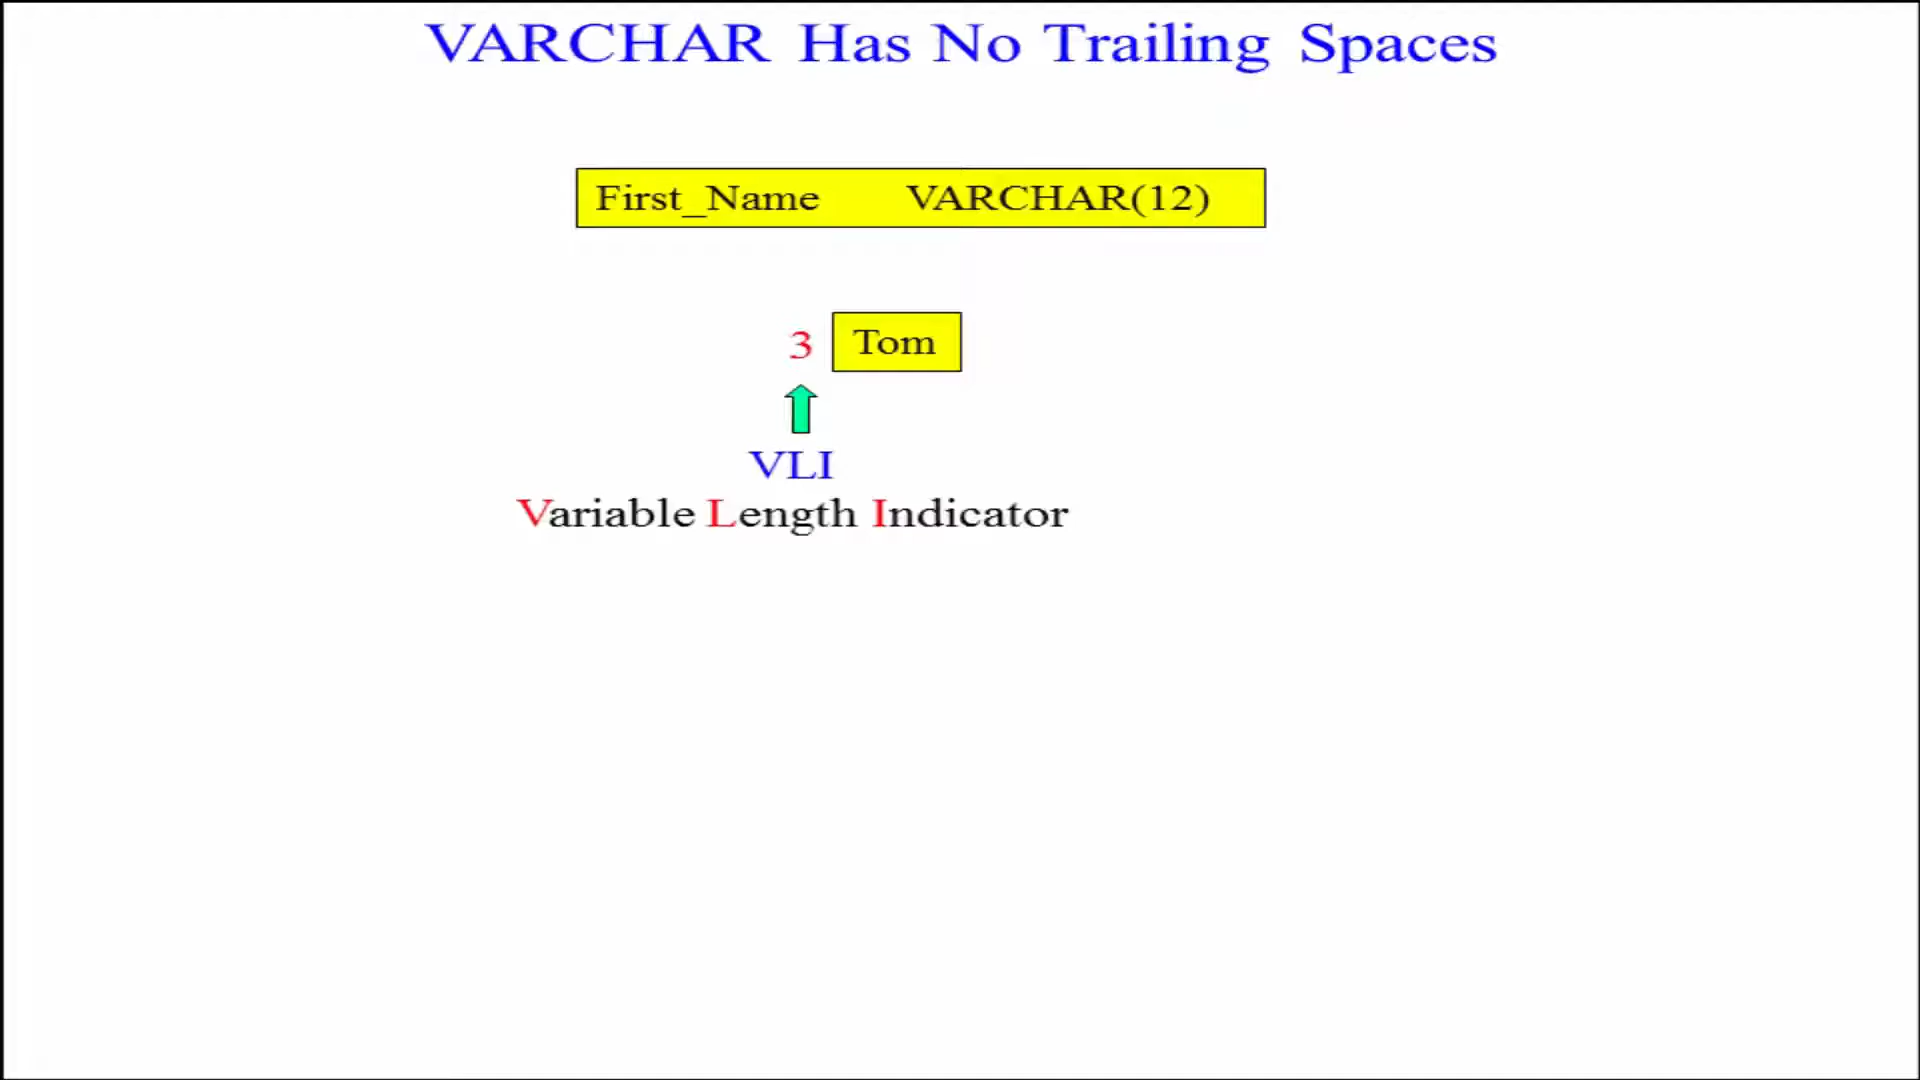 VARCHAR Has No Trailing Spaces
First_Name VARCHAR(12)
3 Tom
VLI
Variable Length Indicator